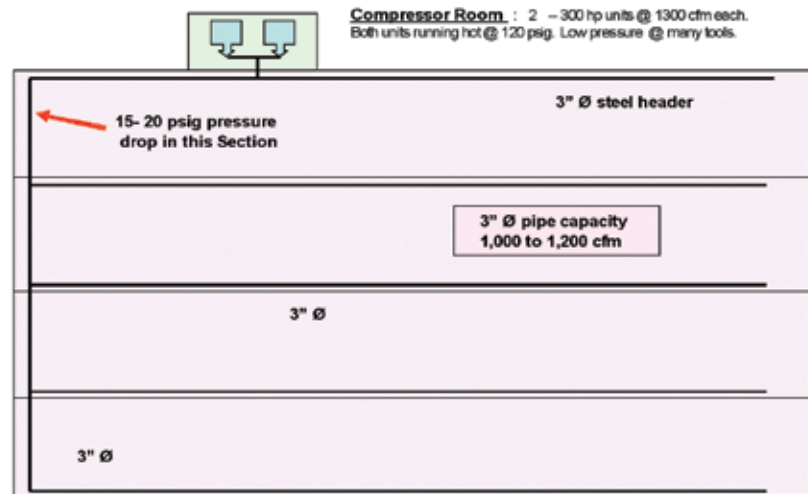 Compressor Room : 2 – 300 hp units @ 1300 cfm each.
Both units running hot @ 120 psig. Low pressure @ many tools.
3" Ø steel header
15- 20 psig pressure
drop in this Section
3" Ø pipe capacity
1,000 to 1,200 cfm
3" Ø
3" Ø